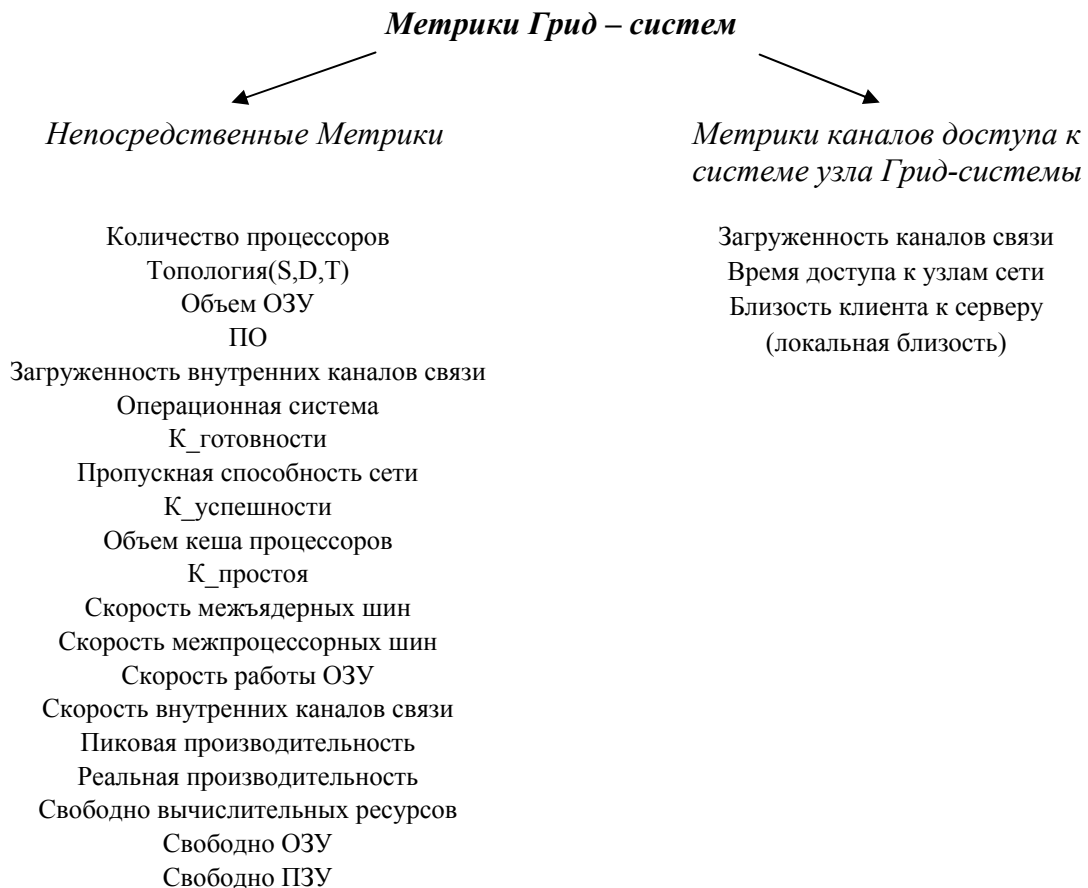 Метрики Грид – систем
Непосредственные Метрики
Количество процессоров
Топология(S,D,T)
Объем ОЗУ
ПО
Загруженность внутренних каналов связи
Операционная система
К_готовности
Пропускная способность сети
К_успешности
Объем кеша процессоров
К_простоя
Скорость межъядерных шин
Скорость межпроцессорных шин
Скорость работы ОЗУ
Скорость внутренних каналов связи
Пиковая производительность
Реальная производительность
Свободно вычислительных ресурсов
Свободно ОЗУ
Свободно ПЗУ
Метрики каналов доступа к
системе узла Грид-системы
Загруженность каналов связи
Время доступа к узлам сети
Близость клиента к серверу
(локальная близость)